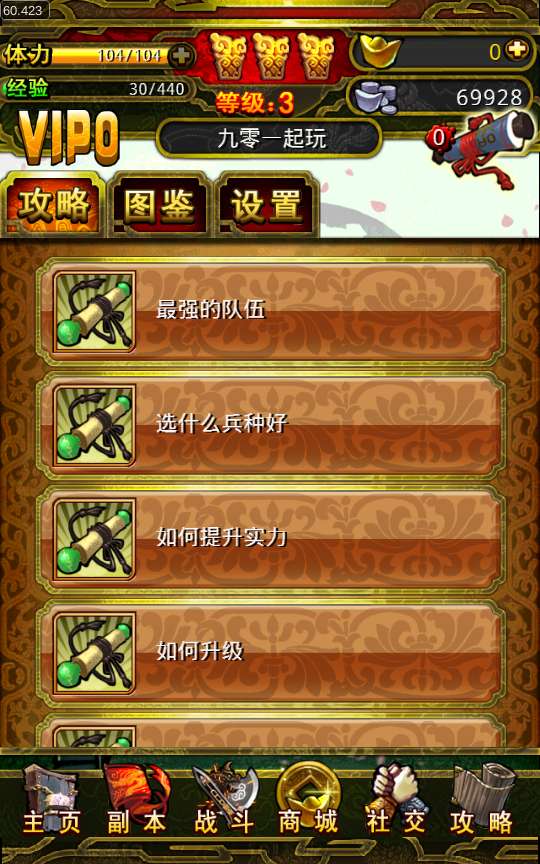 60.423
体力 104/104
0
经验 30/440
等级:3
69928
VIP0
九零一起玩
0
攻略 图鉴 设置
最强的队伍
选什么兵种好
如何提升实力
如何升级
主页 副本 战斗 商城 社交 攻略